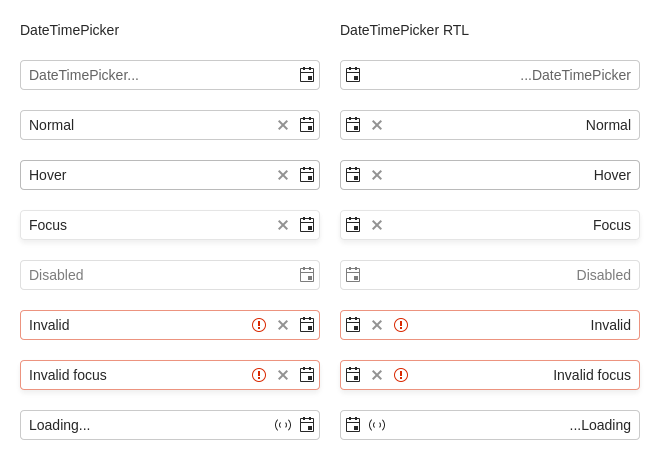 DateTimePicker
DateTimePicker...
Normal
Hover
Focus
Disabled
Invalid
Invalid focus
Loading...
DateTimePicker RTL
...DateTimePicker
Normal
Hover
Focus
Disabled
Invalid
Invalid focus
...Loading